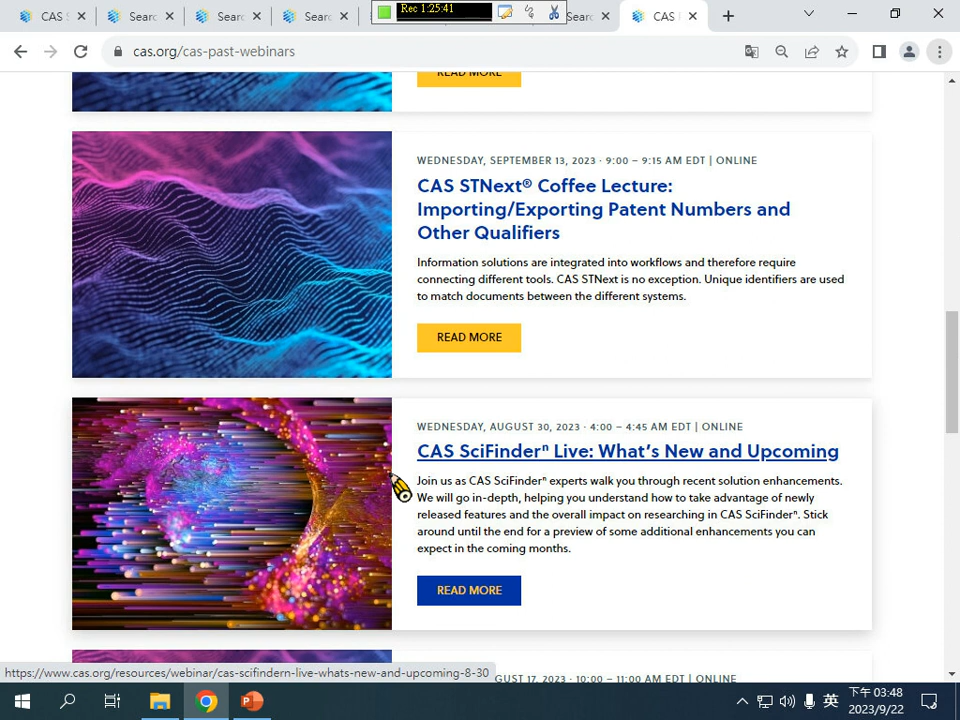 CAS S
Searc
Searc
Searc
Rec 1:25:41
Searc
CAS
cas.org/cas-past-webinars
READ MORE
WEDNESDAY, SEPTEMBER 13, 2023 · 9:00 – 9:15 AM EDT | ONLINE
CAS STNext® Coffee Lecture:
Importing/Exporting Patent Numbers and
Other Qualifiers
Information solutions are integrated into workflows and therefore require
connecting different tools. CAS STNext is no exception. Unique identifiers are used
to match documents between the different systems.
READ MORE
WEDNESDAY, AUGUST 30, 2023 · 4:00 – 4:45 AM EDT | ONLINE
CAS SciFinderⁿ Live: What's New and Upcoming
Join us as CAS SciFinderⁿ experts walk you through recent solution enhancements.
We will go in-depth, helping you understand how to take advantage of newly
released features and the overall impact on researching in CAS SciFinderⁿ. Stick
around until the end for a preview of some additional enhancements you can
expect in the coming months.
READ MORE
https://www.cas.org/resources/webinar/cas-scifindern-live-whats-new-and-upcoming-8-30
GUST 17, 2023 · 10:00 – 11:00 AM EDT | ONLINE
英
下午 03:48
2023/9/22